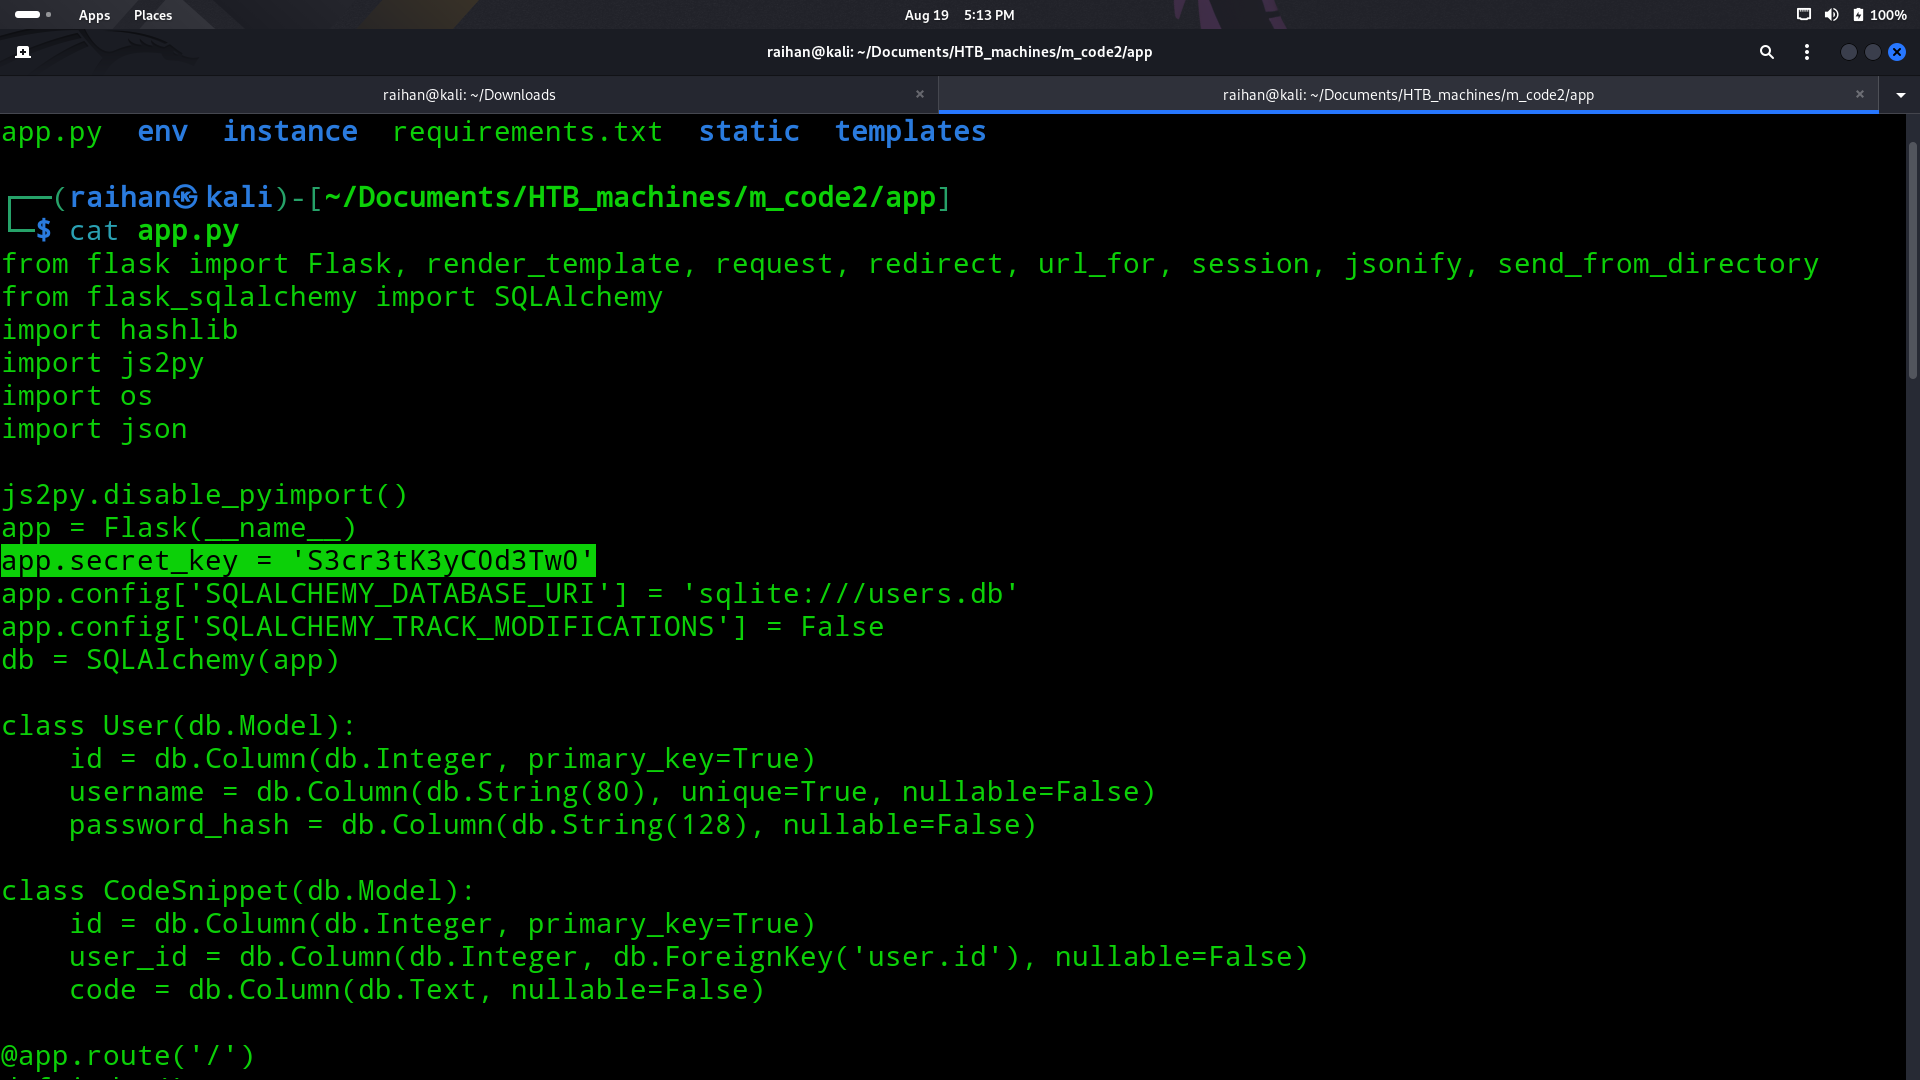 Apps Places Aug 19 5:13 PM 100%
raihan@kali: ~/Documents/HTB_machines/m_code2/app
raihan@kali: ~/Downloads × raihan@kali: ~/Documents/HTB_machines/m_code2/app ×
app.py env instance requirements.txt static templates
┌──(raihan㉿kali)-[~/Documents/HTB_machines/m_code2/app]
└─$ cat app.py
from flask import Flask, render_template, request, redirect, url_for, session, jsonify, send_from_directory
from flask_sqlalchemy import SQLAlchemy
import hashlib
import js2py
import os
import json
js2py.disable_pyimport()
app = Flask(__name__)
app.secret_key = 'S3cr3tK3yC0d3Tw0'
app.config['SQLALCHEMY_DATABASE_URI'] = 'sqlite:///users.db'
app.config['SQLALCHEMY_TRACK_MODIFICATIONS'] = False
db = SQLAlchemy(app)
class User(db.Model):
    id = db.Column(db.Integer, primary_key=True)
    username = db.Column(db.String(80), unique=True, nullable=False)
    password_hash = db.Column(db.String(128), nullable=False)
class CodeSnippet(db.Model):
    id = db.Column(db.Integer, primary_key=True)
    user_id = db.Column(db.Integer, db.ForeignKey('user.id'), nullable=False)
    code = db.Column(db.Text, nullable=False)
@app.route('/')